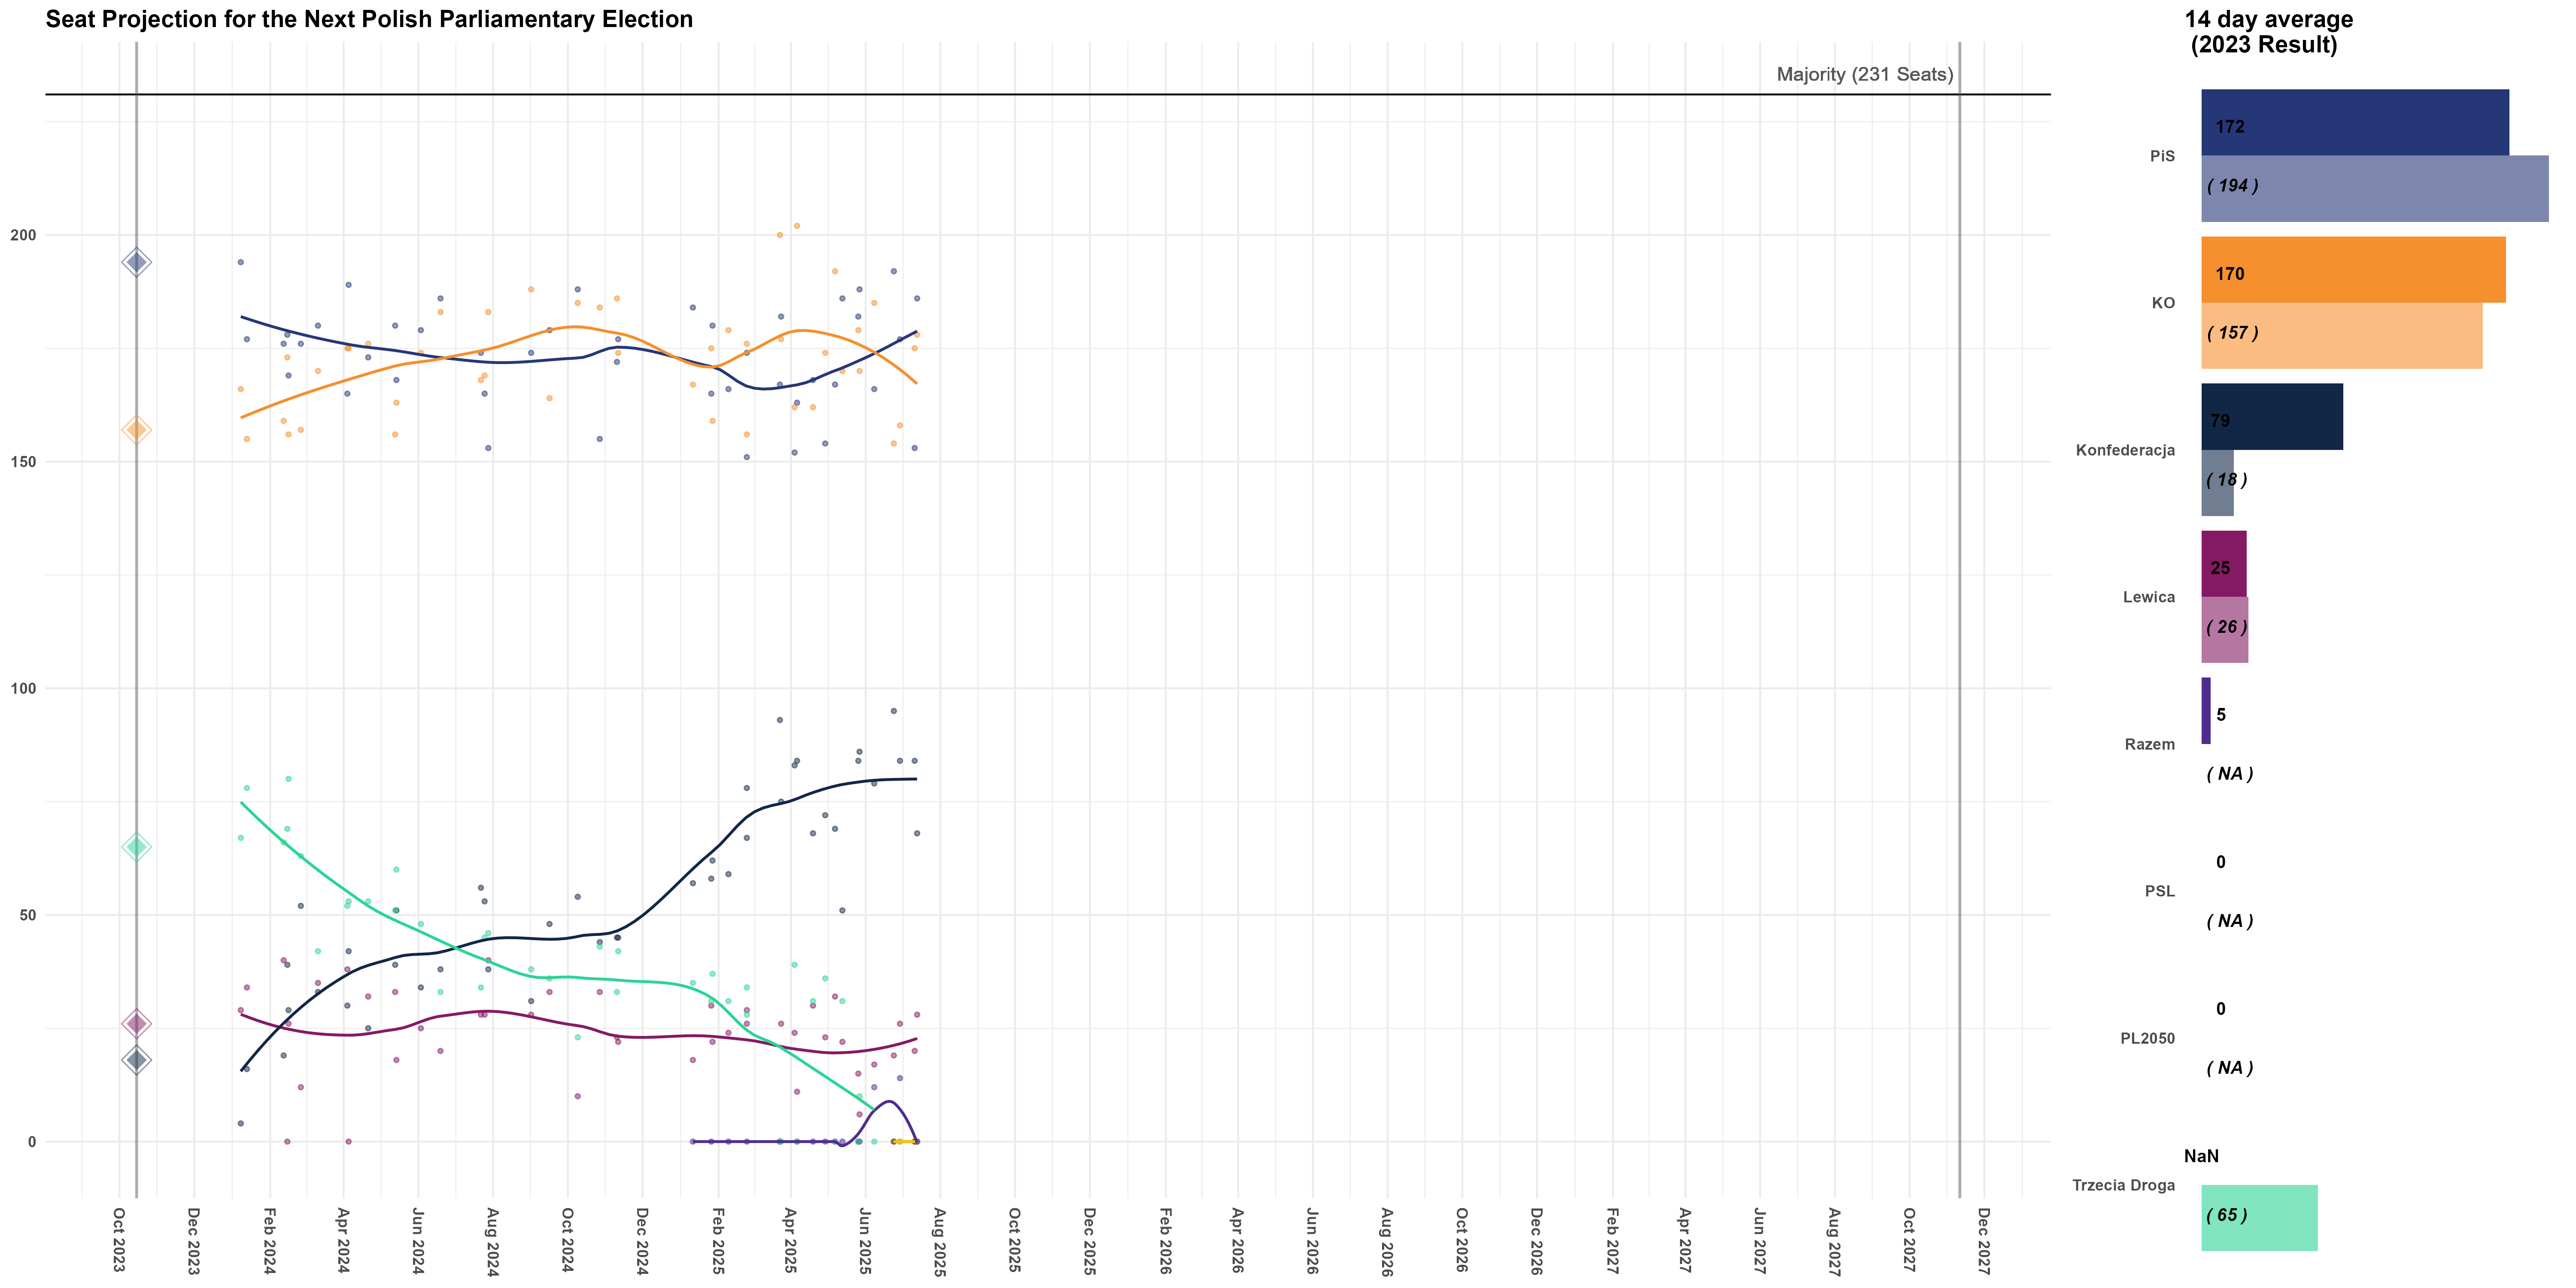 Seat Projection for the Next Polish Parliamentary Election
14 day average
(2023 Result)
Majority (231 Seats)
200
150
100
50
0
Oct 2023
Dec 2023
Feb 2024
Apr 2024
Jun 2024
Aug 2024
Oct 2024
Dec 2024
Feb 2025
Apr 2025
Jun 2025
Aug 2025
Oct 2025
Dec 2025
Feb 2026
Apr 2026
Jun 2026
Aug 2026
Oct 2026
Dec 2026
Feb 2027
Apr 2027
Jun 2027
Aug 2027
Oct 2027
Dec 2027
PiS
172
( 194 )
KO
170
( 157 )
Konfederacja
79
( 18 )
Lewica
25
( 26 )
Razem
5
( NA )
PSL
0
( NA )
PL2050
0
( NA )
Trzecia Droga
NaN
( 65 )